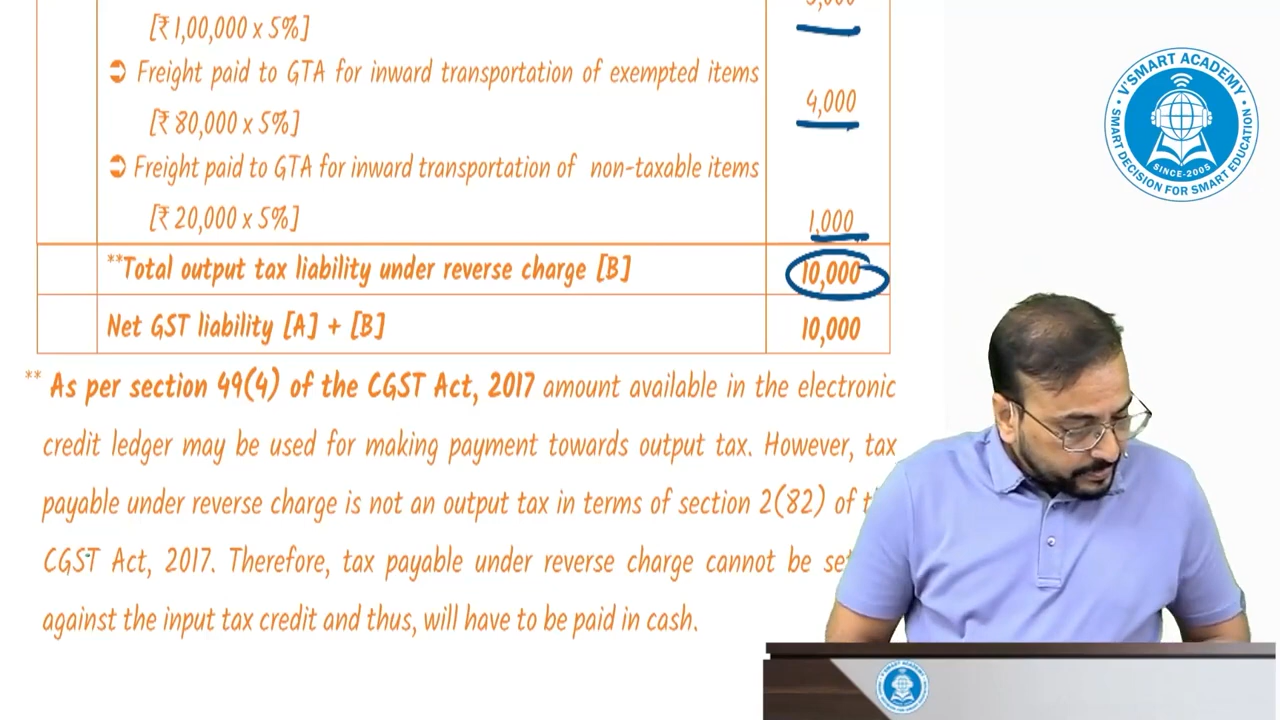 [₹ 1,00,000 x 5%]
➲ Freight paid to GTA for inward transportation of exempted items
[₹ 80,000 x 5%]
4,000
➲ Freight paid to GTA for inward transportation of non-taxable items
[₹ 20,000 x 5%]
1,000
**Total output tax liability under reverse charge [B]
10,000
Net GST liability [A] + [B]
10,000
** As per section 49(4) of the CGST Act, 2017 amount available in the electronic
credit ledger may be used for making payment towards output tax. However, tax
payable under reverse charge is not an output tax in terms of section 2(82) of
CGST Act, 2017. Therefore, tax payable under reverse charge cannot be
against the input tax credit and thus, will have to be paid in cash.
V'SMART ACADEMY
SINCE-2005
SMART DECISION FOR SMART EDUCATION